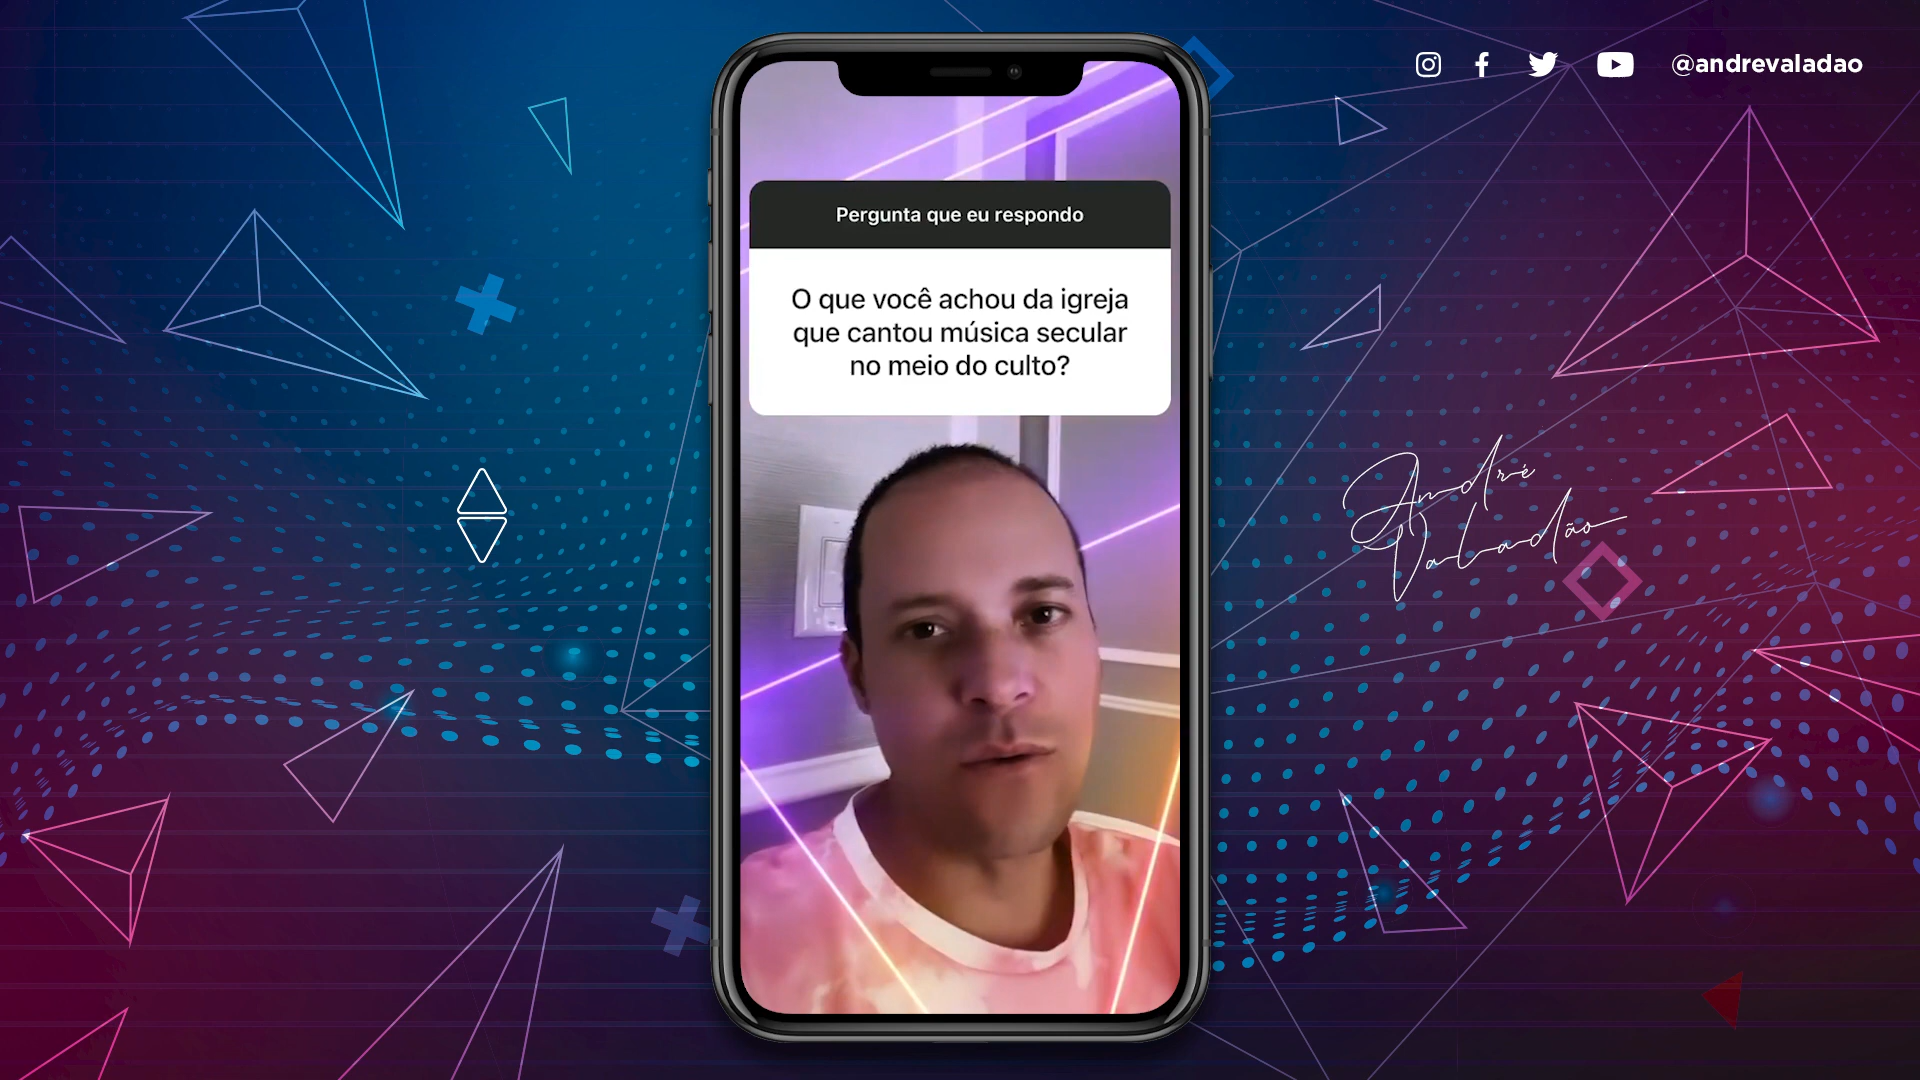 @andrevaladao
Pergunta que eu respondo
O que você achou da igreja
que cantou música secular
no meio do culto?
André
Valadão